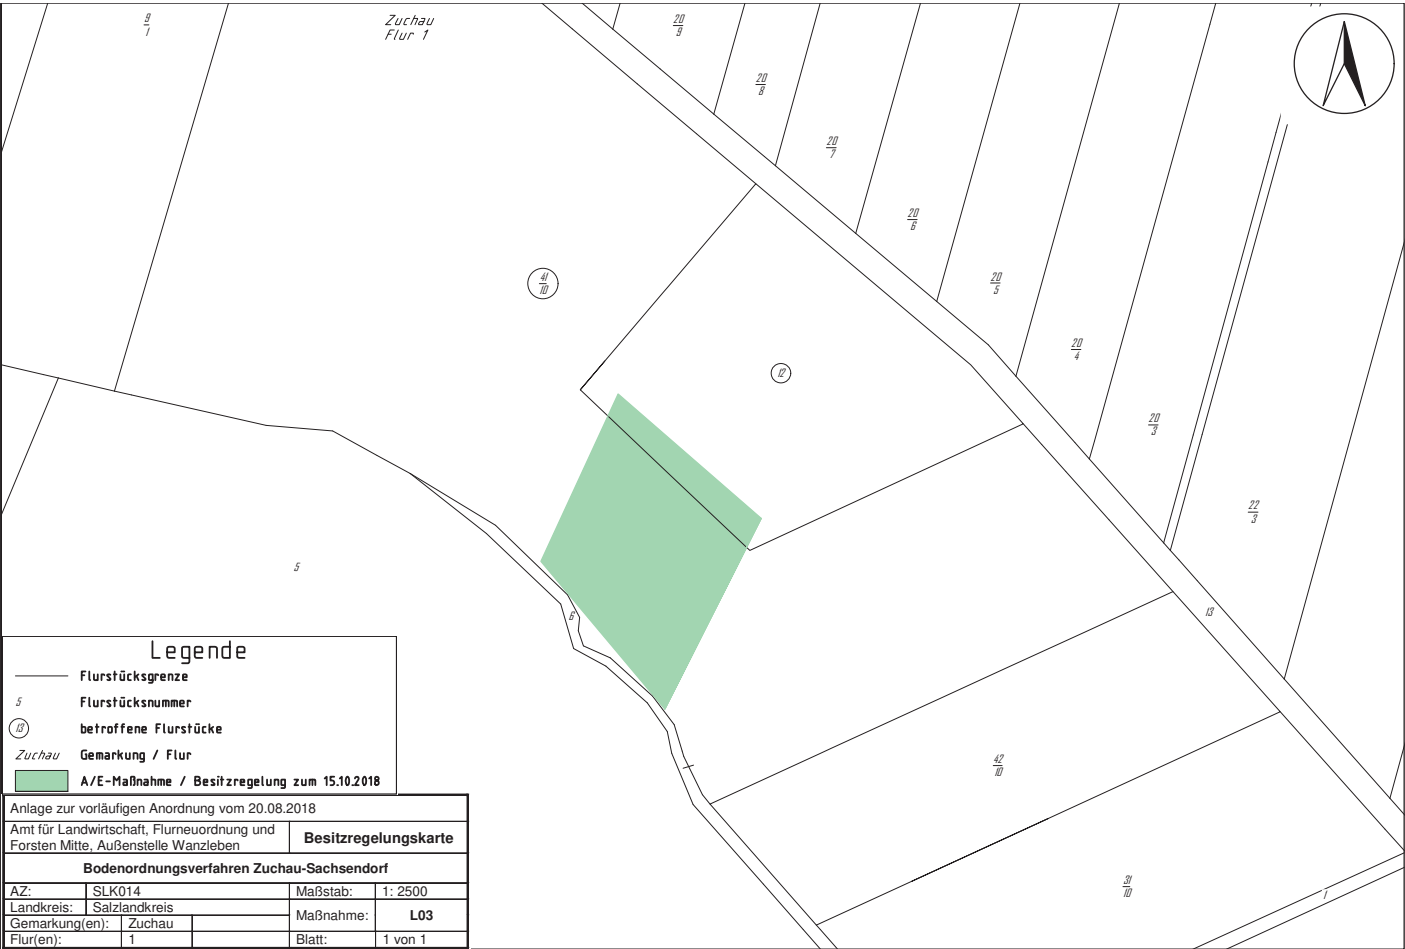 9
1
Zuchau
Flur 1
20
9
20
8
20
7
20
6
20
5
20
4
20
3
22
3
41
10
12
5
6
13
42
10
31
10
1
Legende
Flurstücksgrenze
5 Flurstücksnummer
13 betroffene Flurstücke
Zuchau Gemarkung / Flur
A/E-Maßnahme / Besitzregelung zum 15.10.2018
Anlage zur vorläufigen Anordnung vom 20.08.2018
Amt für Landwirtschaft, Flurneuordnung und
Forsten Mitte, Außenstelle Wanzleben
Besitzregelungskarte
Bodenordnungsverfahren Zuchau-Sachsendorf
AZ: SLK014 Maßstab: 1: 2500
Landkreis: Salzlandkreis
Maßnahme: L03
Gemarkung(en): Zuchau
Flur(en): 1 Blatt: 1 von 1